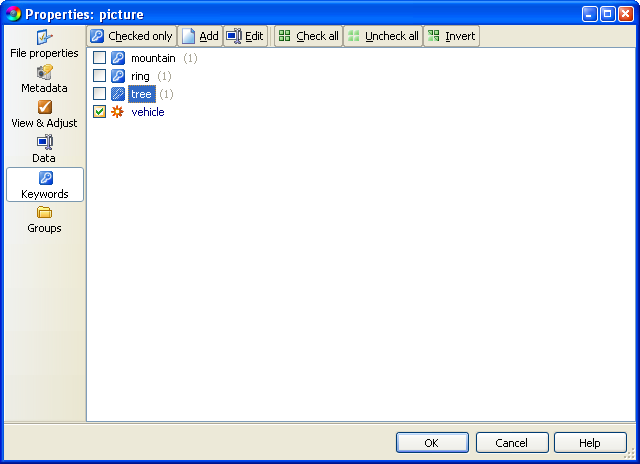 Properties: picture
File properties
Metadata
View & Adjust
Data
Keywords
Groups
Checked only Add Edit Check all Uncheck all Invert
mountain (1)
ring (1)
tree (1)
vehicle
OK Cancel Help